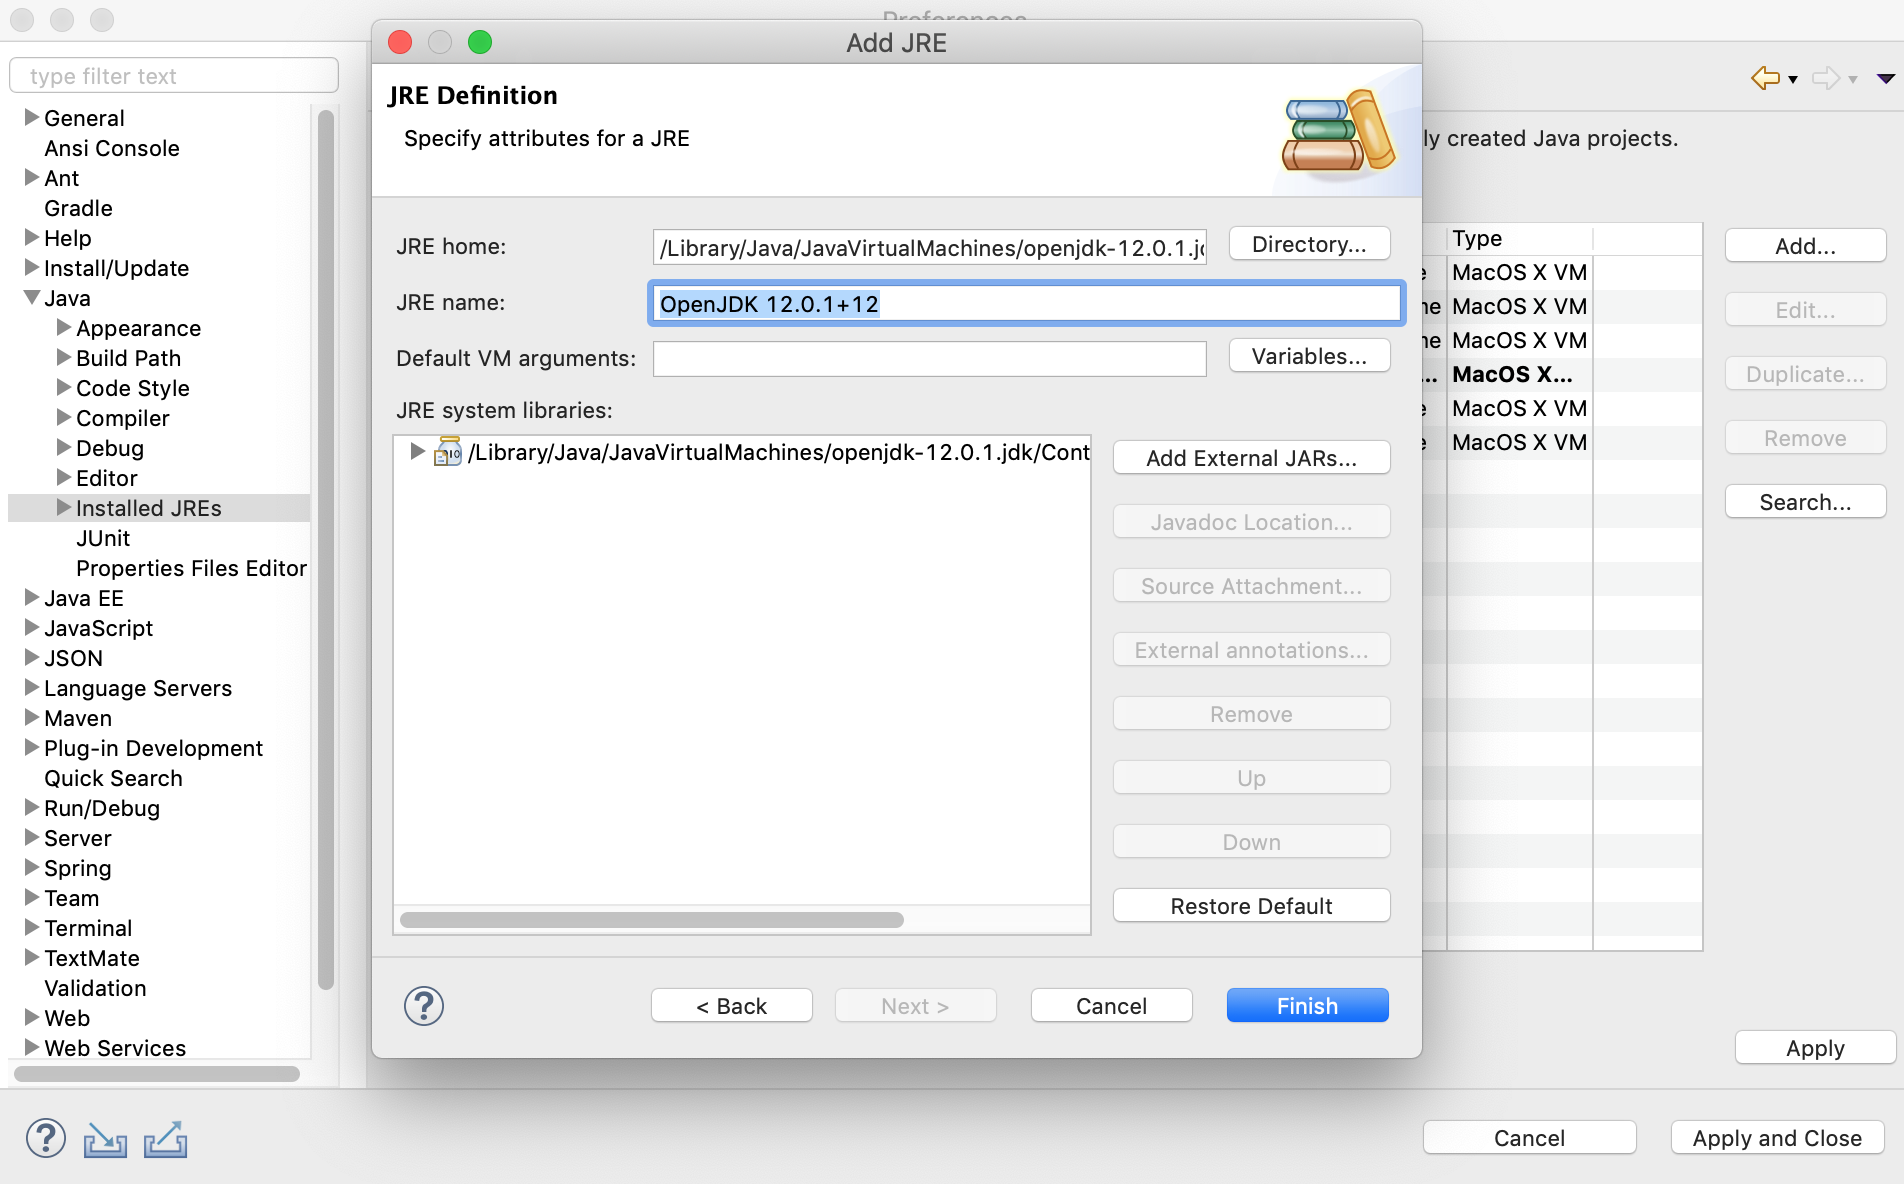 Add JRE
type filter text
General
Ansi Console
Ant
Gradle
Help
Install/Update
Java
Appearance
Build Path
Code Style
Compiler
Debug
Editor
Installed JREs
JUnit
Properties Files Editor
Java EE
JavaScript
JSON
Language Servers
Maven
Plug-in Development
Quick Search
Run/Debug
Server
Spring
Team
Terminal
TextMate
Validation
Web
Web Services
JRE Definition
Specify attributes for a JRE
JRE home:
/Library/Java/JavaVirtualMachines/openjdk-12.0.1.j
Directory...
JRE name:
OpenJDK 12.0.1+12
Default VM arguments:
Variables...
JRE system libraries:
/Library/Java/JavaVirtualMachines/openjdk-12.0.1.jdk/Cont
Add External JARs...
Javadoc Location...
Source Attachment...
External annotations...
Remove
Up
Down
Restore Default
< Back
Next >
Cancel
Finish
ly created Java projects.
Type
MacOS X VM
MacOS X VM
MacOS X VM
MacOS X...
MacOS X VM
MacOS X VM
Add...
Edit...
Duplicate...
Remove
Search...
Apply
Cancel
Apply and Close